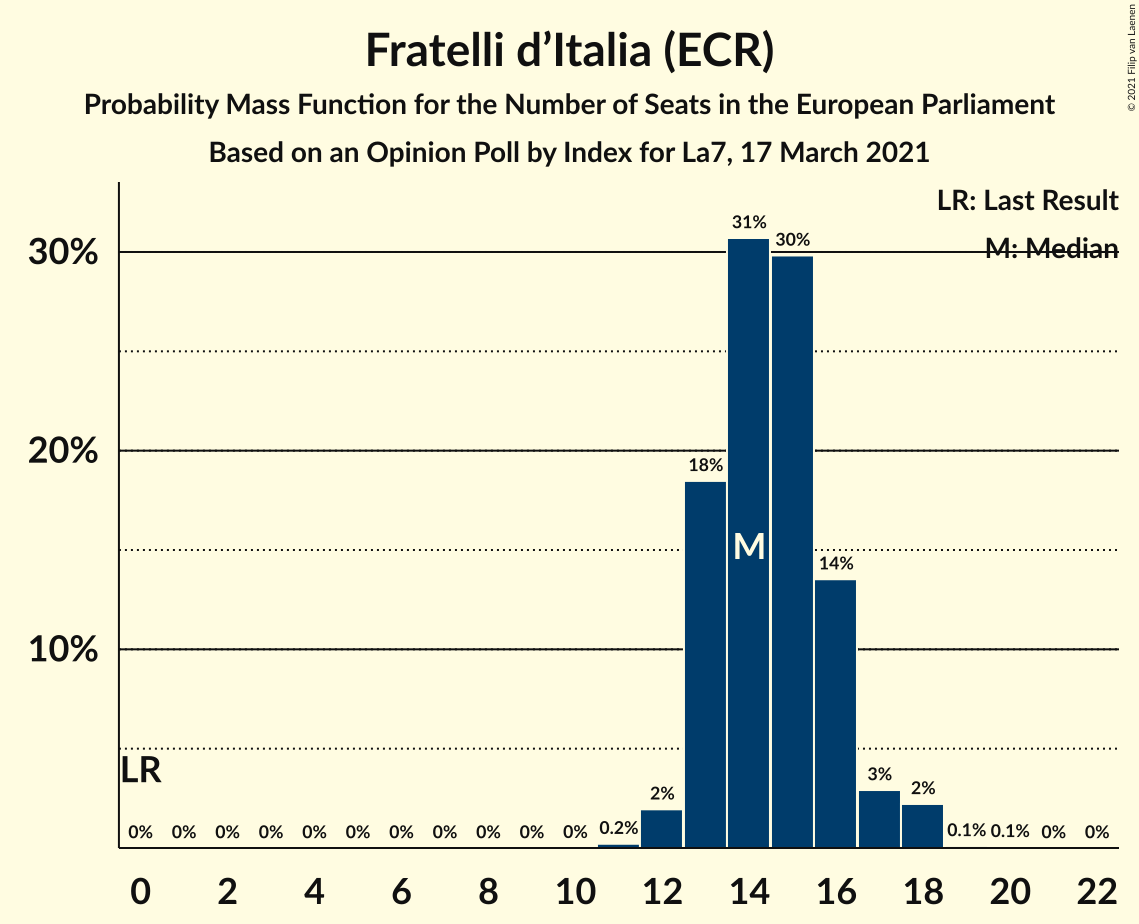 © 2021 Filip van Laenen
Fratelli d’Italia (ECR)
Probability Mass Function for the Number of Seats in the European Parliament
Based on an Opinion Poll by Index for La7, 17 March 2021
LR: Last Result
M: Median
30%
20%
10%
31%
30%
18%
M
14%
LR
3%
2%
2%
0% 0% 0% 0% 0% 0% 0% 0% 0% 0% 0% 0.2% 0.1% 0.1% 0% 0%
0 2 4 6 8 10 12 14 16 18 20 22